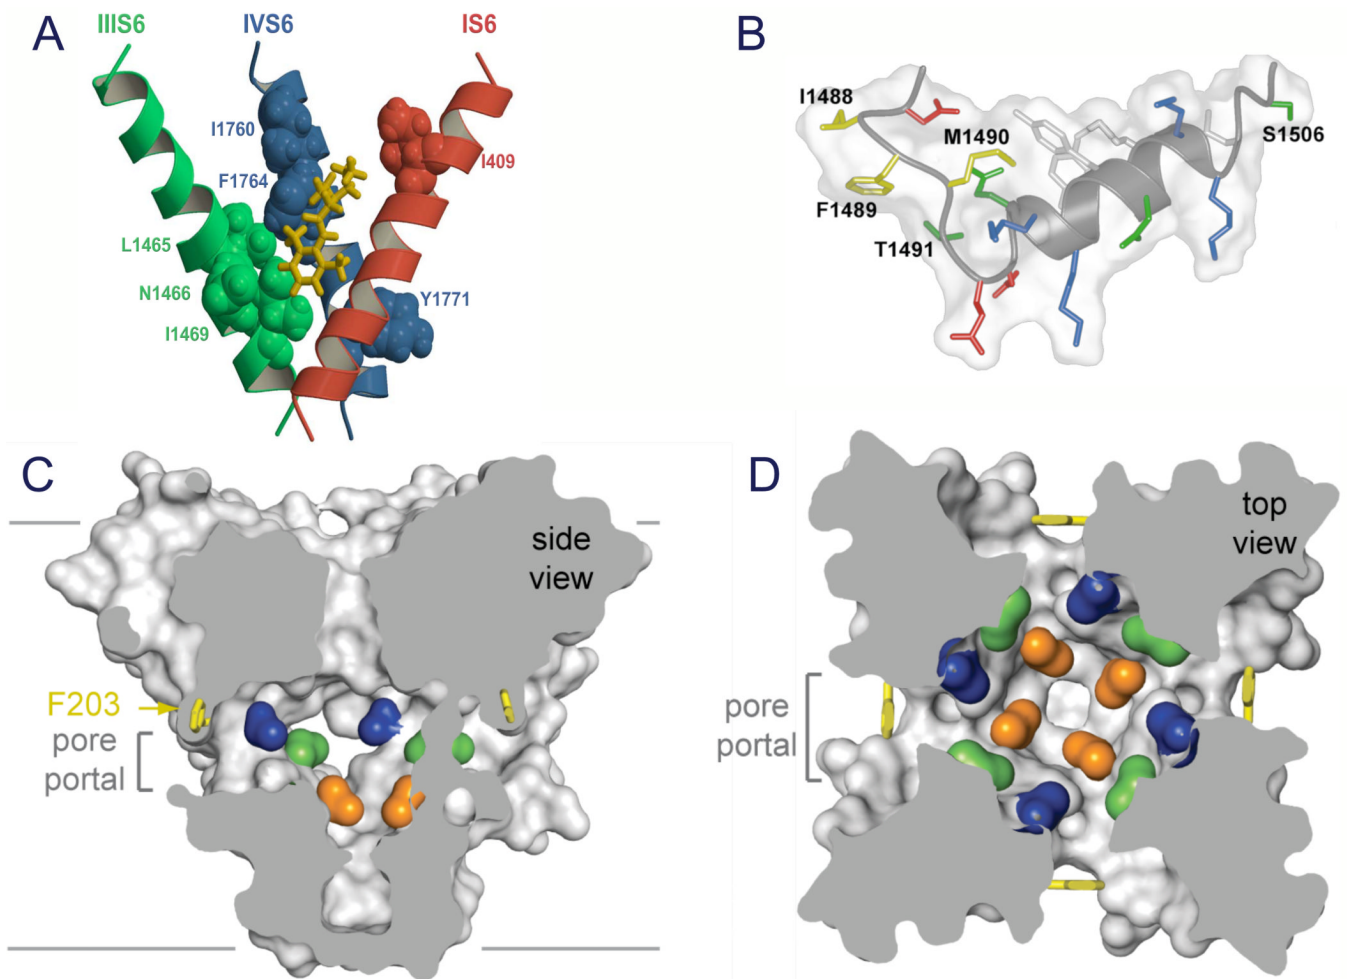 A
IIIS6
IVS6
IS6
I1760
F1764
I409
L1465
N1466
I1469
Y1771
B
I1488
M1490
S1506
F1489
T1491
C
side
view
F203
pore
portal
D
top
view
pore
portal